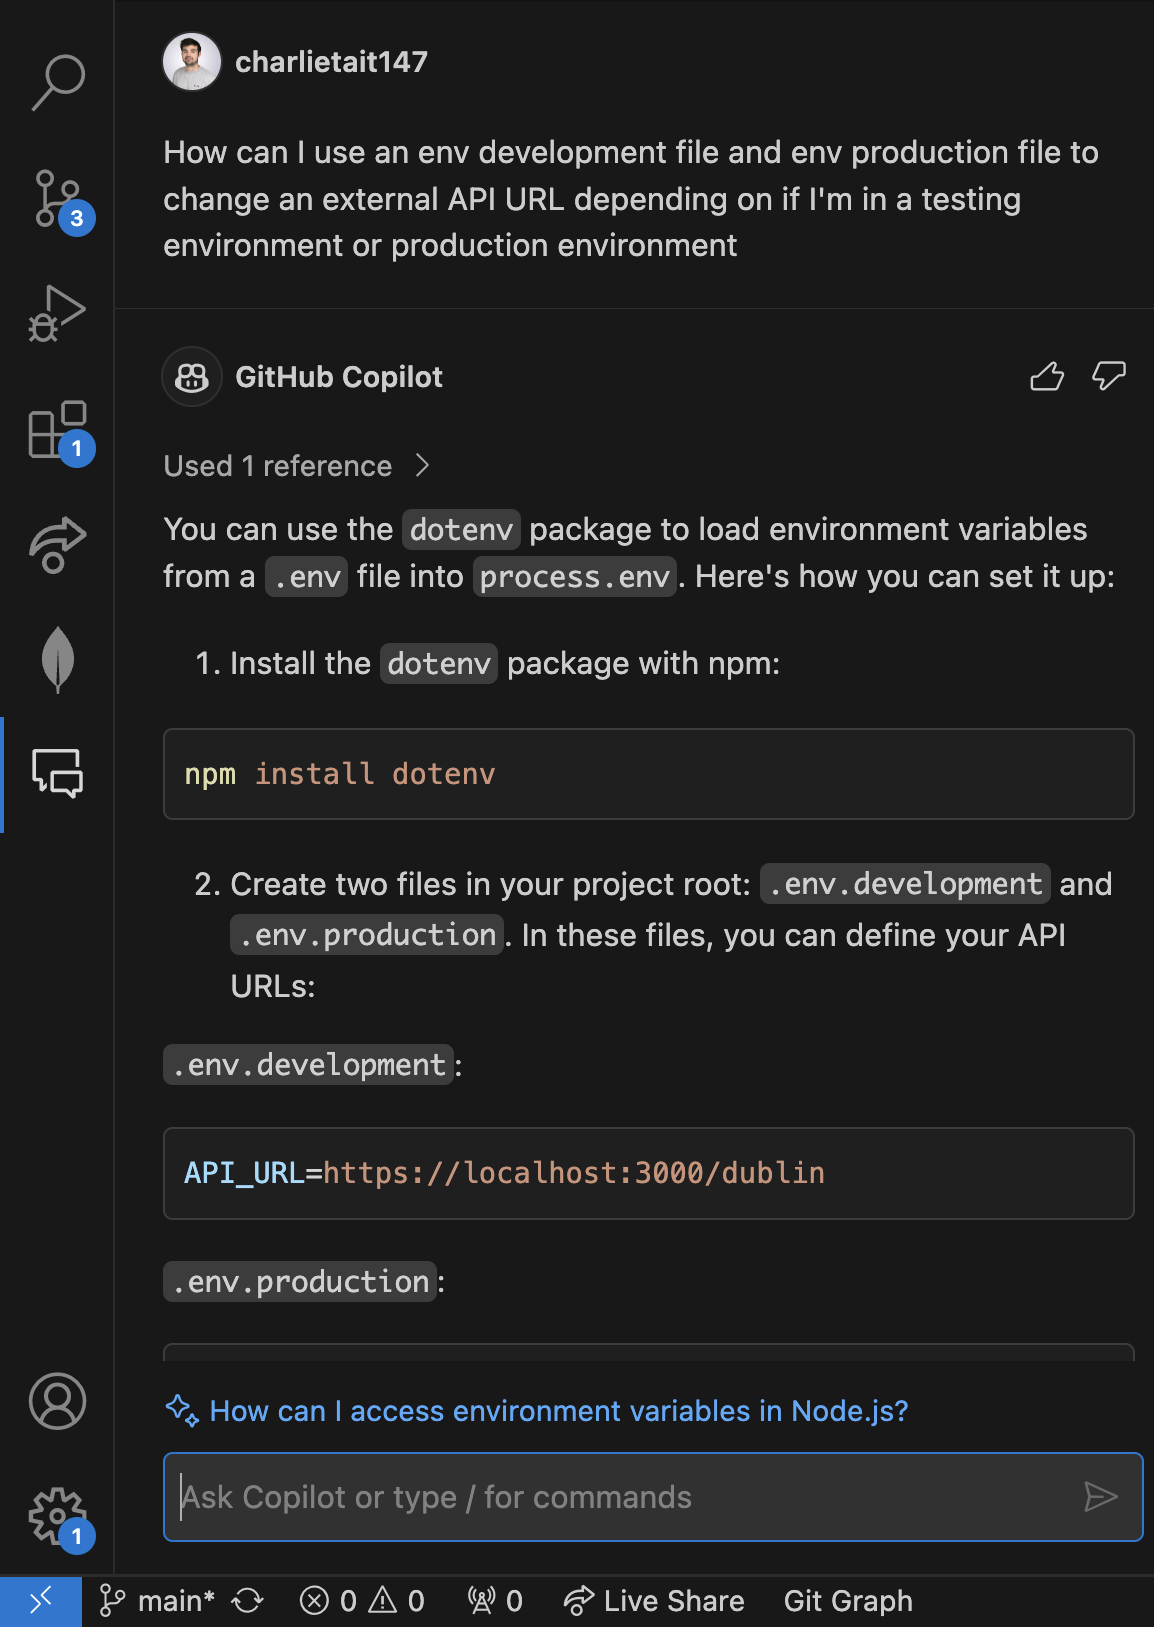 charlietait147
How can I use an env development file and env production file to
change an external API URL depending on if I'm in a testing
environment or production environment
3
GitHub Copilot
1
Used 1 reference
You can use the dotenv package to load environment variables
from a .env file into process.env. Here's how you can set it up:
1. Install the dotenv package with npm:
npm install dotenv
2. Create two files in your project root: .env.development and
.env.production. In these files, you can define your API
URLs:
.env.development:
API_URL=https://localhost:3000/dublin
.env.production:
How can I access environment variables in Node.js?
Ask Copilot or type / for commands
1
main* 0 0 0 Live Share Git Graph